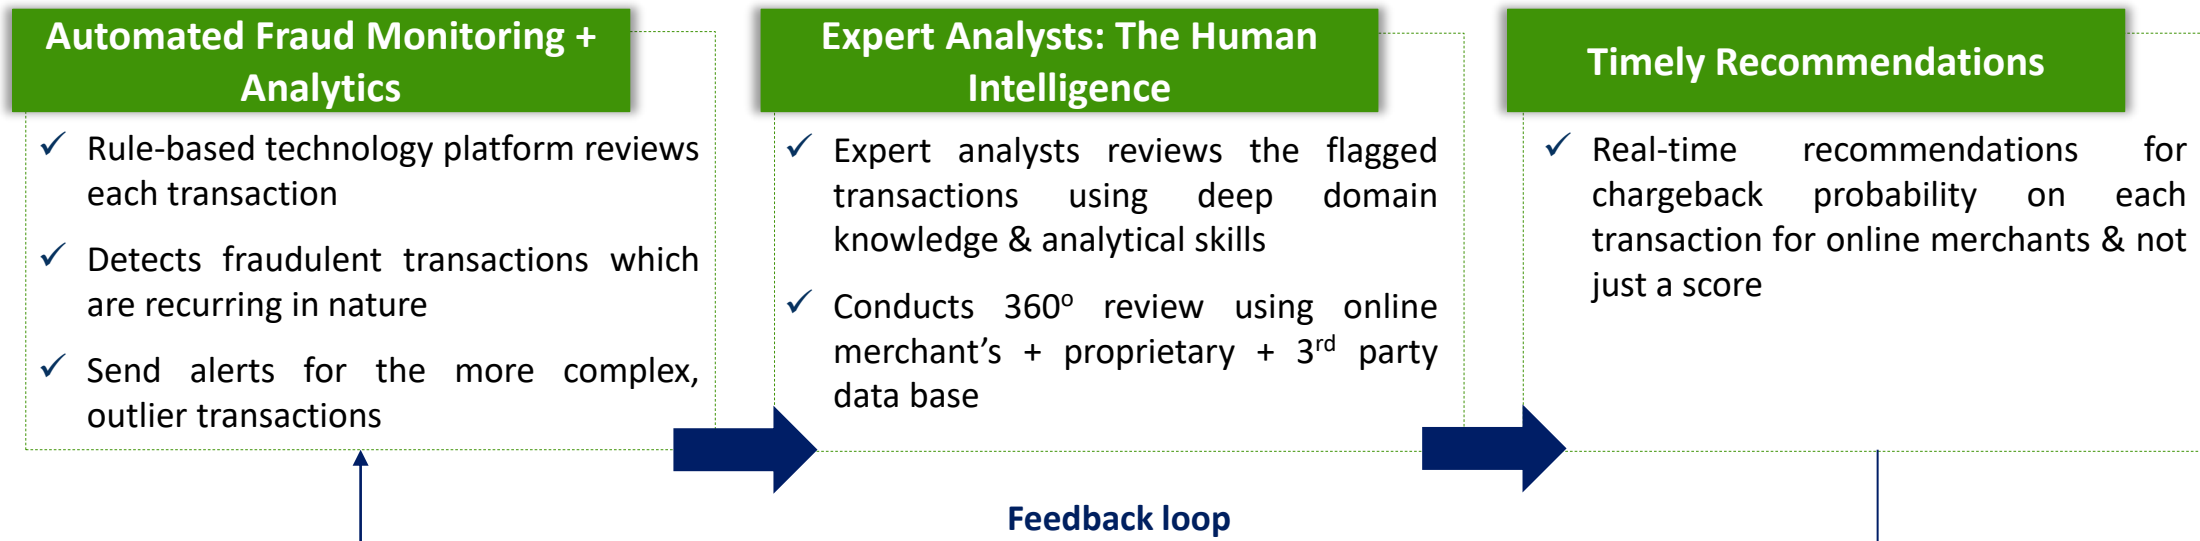 Automated Fraud Monitoring +
Analytics
✓ Rule-based technology platform reviews
each transaction
✓ Detects fraudulent transactions which
are recurring in nature
✓ Send alerts for the more complex,
outlier transactions
Expert Analysts: The Human
Intelligence
✓ Expert analysts reviews the flagged
transactions using deep domain
knowledge & analytical skills
✓ Conducts 360º review using online
merchant’s + proprietary + 3rd party
data base
Timely Recommendations
✓ Real-time recommendations for
chargeback probability on each
transaction for online merchants & not
just a score
Feedback loop